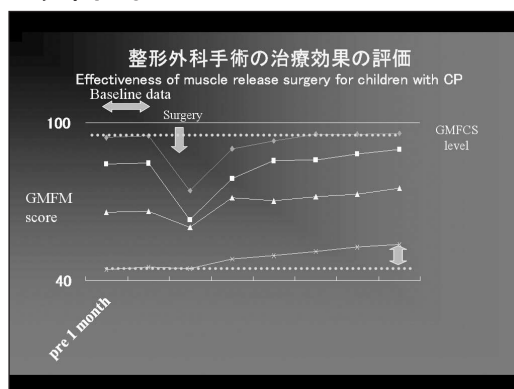 整形外科手術の治療効果の評価
Effectiveness of muscle release surgery for children with CP
Baseline data
Surgery
100
GMFCS
level
GMFM
score
40
pre 1 month